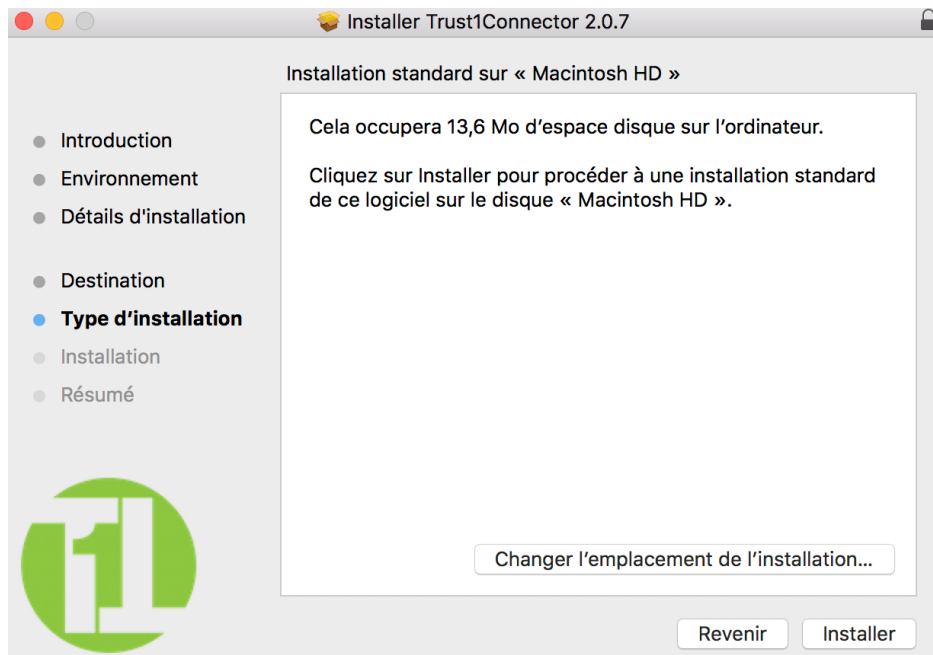 Installer Trust1Connector 2.0.7
Installation standard sur « Macintosh HD »
Introduction
Environnement
Détails d'installation
Destination
Type d’installation
Installation
Résumé
Cela occupera 13,6 Mo d’espace disque sur l’ordinateur.
Cliquez sur Installer pour procéder à une installation standard
de ce logiciel sur le disque « Macintosh HD ».
Changer l’emplacement de l’installation...
Revenir
Installer
T1